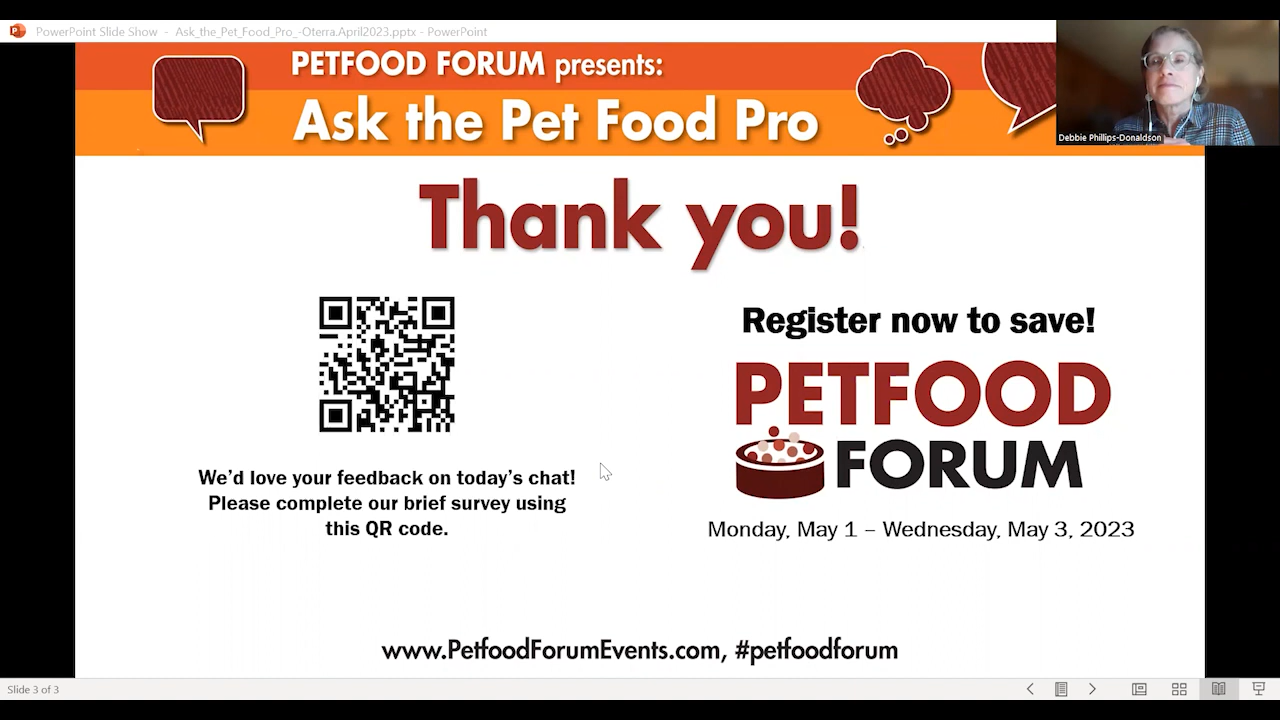 PowerPoint Slide Show - Ask_the_Pet_Food_Pro_-Oterra.April2023.pptx - PowerPoint
PETFOOD FORUM presents:
Ask the Pet Food Pro
Debbie Phillips-Donaldson
Thank you!
We'd love your feedback on today's chat!
Please complete our brief survey using
this QR code.
Register now to save!
PETFOOD
FORUM
Monday, May 1 – Wednesday, May 3, 2023
www.PetfoodForumEvents.com, #petfoodforum
Slide 3 of 3